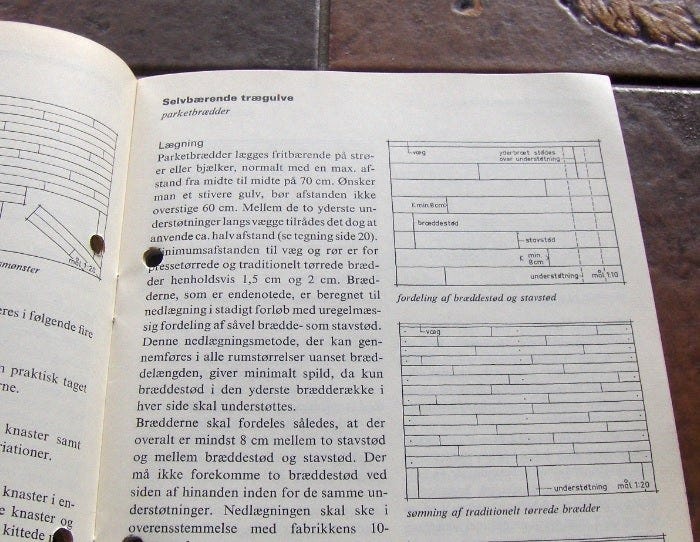 mønster
mål 1:20
res i følgende fire
n praktisk taget
rne.
knaster samt
riationer.
knaster i en-
e knaster og
kittede
Selvbærende trægulve
parketbrædder
Lægning
Parketbrædder lægges fritbærende på strø-
er eller bjælker, normalt med en max. af-
stand fra midte til midte på 70 cm. Ønsker
man et stivere gulv, bør afstanden ikke
overstige 60 cm. Mellem de to yderste un-
derstøtninger langs vægge tilrådes det dog at
anvende ca. halv afstand (se tegning side 20).
Minimumsafstanden til væg og rør er for
pressetørrede og traditionelt tørrede bræd-
der henholdsvis 1,5 cm og 2 cm. Bræd-
derne, som er endenotede, er beregnet til
nedlægning i stadigt forløb med uregelmæs-
sig fordeling af såvel brædde- som stavstød.
Denne nedlægningsmetode, der kan gen-
nemføres i alle rumstørrelser uanset bræd-
delængden, giver minimalt spild, da kun
bræddestød i den yderste brædderække i
hver side skal understøttes.
Brædderne skal fordeles således, at der
overalt er mindst 8 cm mellem to stavstød
og mellem bræddestød og stavstød. Der
må ikke forekomme to bræddestød ved
siden af hinanden inden for de samme un-
derstøtninger. Nedlægningen skal ske i
overensstemmelse med fabrikkens 10-
væg
yderbræt stødes
over understøtning
min.8cm
bræddestød
stavstød
min.
8cm
understøtning
mål 1:10
fordeling af bræddestød og stavstød
væg
understøtning
mål 1:20
sømning af traditionelt tørrede brædder